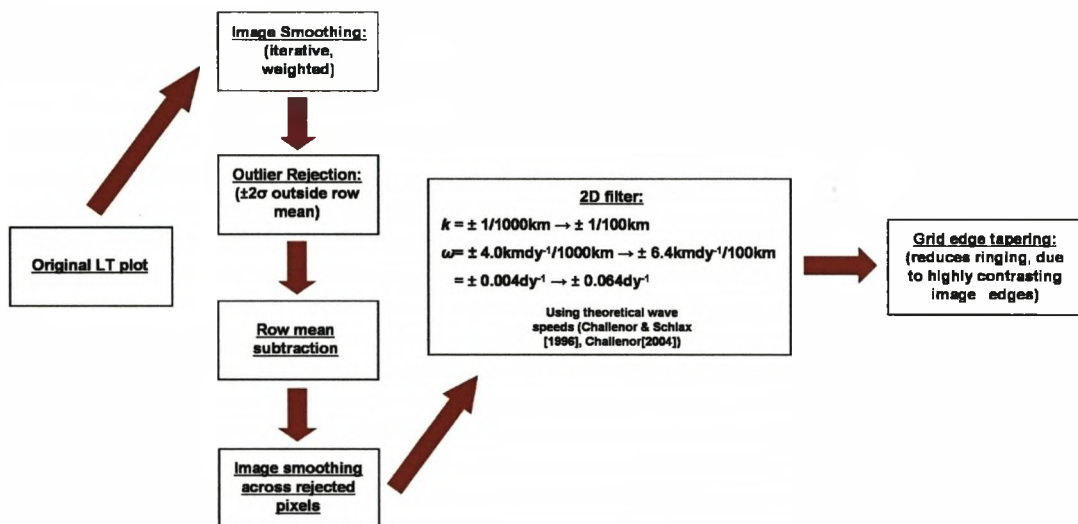 Original LT plot
Image Smoothing:
(iterative,
weighted)
Outlier Rejection:
(±2σ outside row
mean)
Row mean
subtraction
Image smoothing
across rejected
pixels
2D filter:
k = ± 1/1000km → ± 1/100km
ω= ± 4.0kmdy⁻¹/1000km → ± 6.4kmdy⁻¹/100km
= ± 0.004dy⁻¹ → ± 0.064dy⁻¹
Using theoretical wave
speeds (Challenor & Schlax
[1996], Challenor[2004])
Grid edge tapering:
(reduces ringing, due
to highly contrasting
image edges)